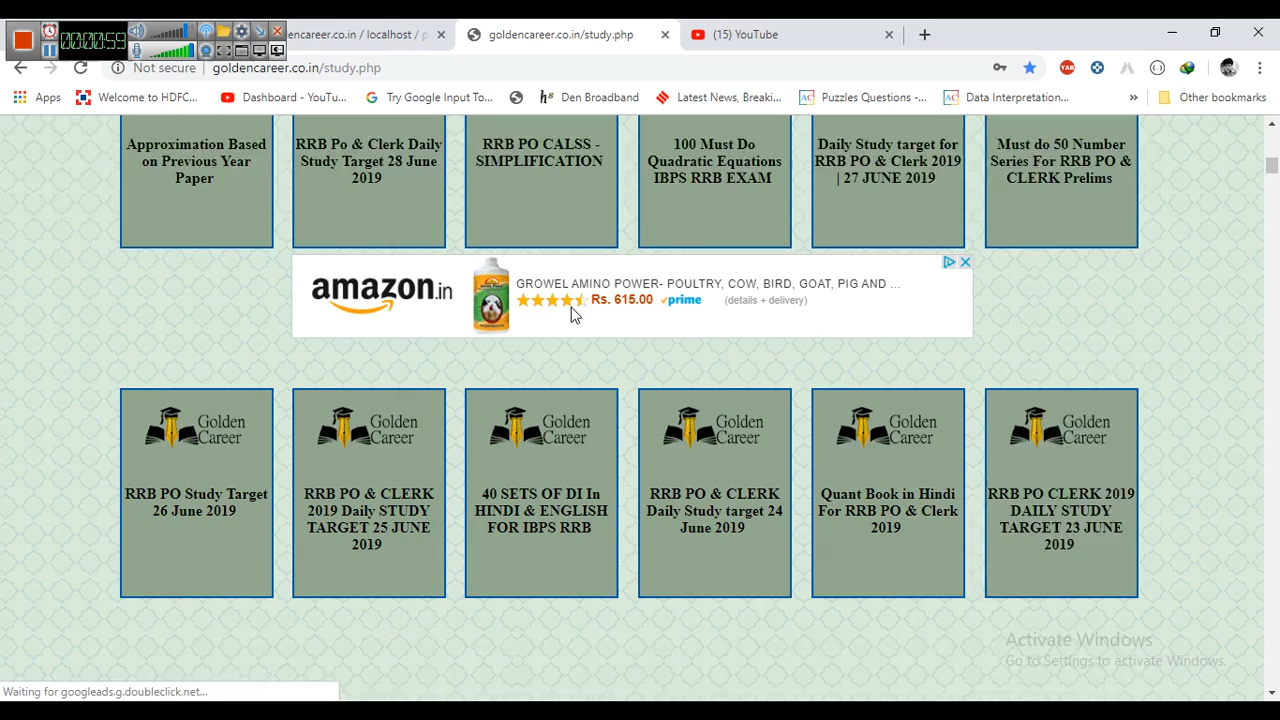 00:00:59
dencareer.co.in / localhost / p
goldencareer.co.in/study.php
(15) YouTube
Not secure
goldencareer.co.in/study.php
Apps
Welcome to HDFC...
Dashboard - YouTu...
Try Google Input To...
Den Broadband
Latest News, Breaki...
Puzzles Questions -...
Data Interpretation...
»
Other bookmarks
Approximation Based
on Previous Year
Paper
RRB Po & Clerk Daily
Study Target 28 June
2019
RRB PO CALSS -
SIMPLIFICATION
100 Must Do
Quadratic Equations
IBPS RRB EXAM
Daily Study target for
RRB PO & Clerk 2019
| 27 JUNE 2019
Must do 50 Number
Series For RRB PO &
CLERK Prelims
amazon.in
GROWEL AMINO POWER- POULTRY, COW, BIRD, GOAT, PIG AND ...
Rs. 615.00 prime (details + delivery)
Golden
Career
RRB PO Study Target
26 June 2019
Golden
Career
RRB PO & CLERK
2019 Daily STUDY
TARGET 25 JUNE
2019
Golden
Career
40 SETS OF DI In
HINDI & ENGLISH
FOR IBPS RRB
Golden
Career
RRB PO & CLERK
Daily Study target 24
June 2019
Golden
Career
Quant Book in Hindi
For RRB PO & Clerk
2019
Golden
Career
RRB PO CLERK 2019
DAILY STUDY
TARGET 23 JUNE
2019
Activate Windows
Go to Settings to activate Windows.
Waiting for googleads.g.doubleclick.net...